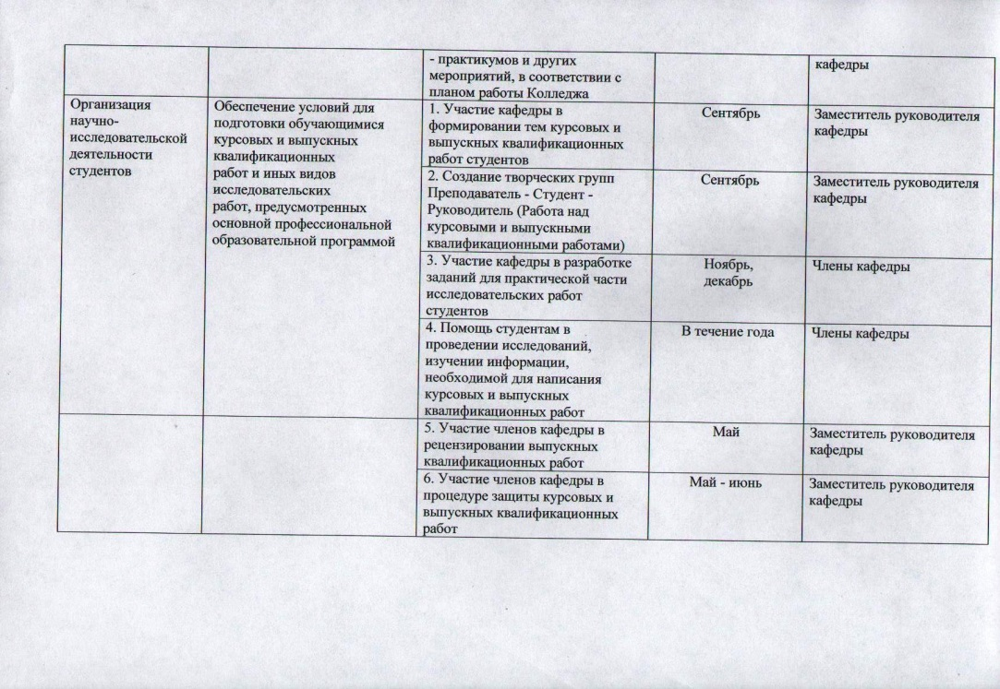 - практикумов и других
мероприятий, в соответствии с
планом работы Колледжа
кафедры
Организация
научно-
исследовательской
деятельности
студентов
Обеспечение условий для
подготовки обучающимися
курсовых и выпускных
квалификационных
работ и иных видов
исследовательских
работ, предусмотренных
основной профессиональной
образовательной программой
1. Участие кафедры в
формировании тем курсовых и
выпускных квалификационных
работ студентов
Сентябрь
Заместитель руководителя
кафедры
2. Создание творческих групп
Преподаватель - Студент -
Руководитель (Работа над
курсовыми и выпускными
квалификационными работами)
Сентябрь
Заместитель руководителя
кафедры
3. Участие кафедры в разработке
заданий для практической части
исследовательских работ
студентов
Ноябрь,
декабрь
Члены кафедры
4. Помощь студентам в
проведении исследований,
изучении информации,
необходимой для написания
курсовых и выпускных
квалификационных работ
В течение года
Члены кафедры
5. Участие членов кафедры в
рецензировании выпускных
квалификационных работ
Май
Заместитель руководителя
кафедры
6. Участие членов кафедры в
процедуре защиты курсовых и
выпускных квалификационных
работ
Май - июнь
Заместитель руководителя
кафедры